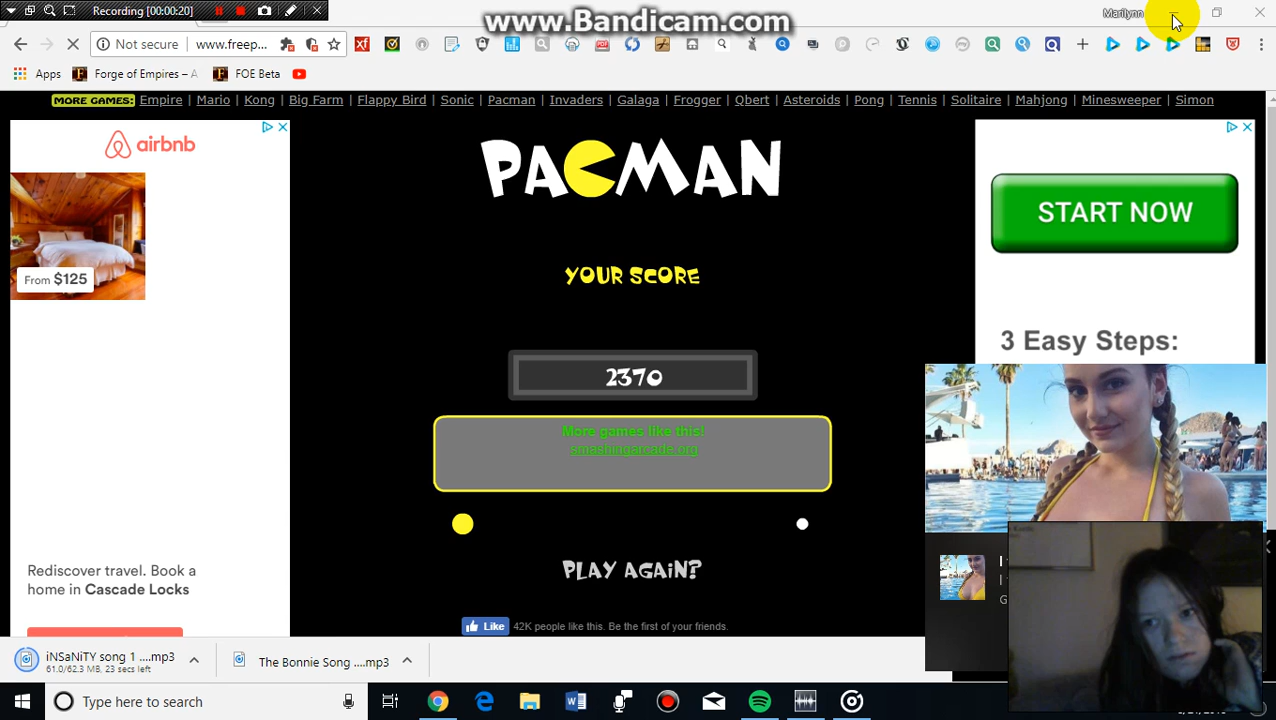 Recording [00:00:20]
www.Bandicam.com
Marilynn
Not secure
www.freep...
Apps
Forge of Empires – A
FOE Beta
MORE GAMES: Empire | Mario | Kong | Big Farm | Flappy Bird | Sonic | Pacman | Invaders | Galaga | Frogger | Qbert | Asteroids | Pong | Tennis | Solitaire | Mahjong | Minesweeper | Simon
airbnb
From $125
Rediscover travel. Book a
home in Cascade Locks
PACMAN
YOUR SCORE
2370
More games like this!
smashingarcade.org
PLAY AGAIN?
Like
42K people like this. Be the first of your friends.
START NOW
3 Easy Steps:
iNSaNiTY song 1 ....mp3
61.0/62.3 MB, 23 secs left
The Bonnie Song ....mp3
Type here to search